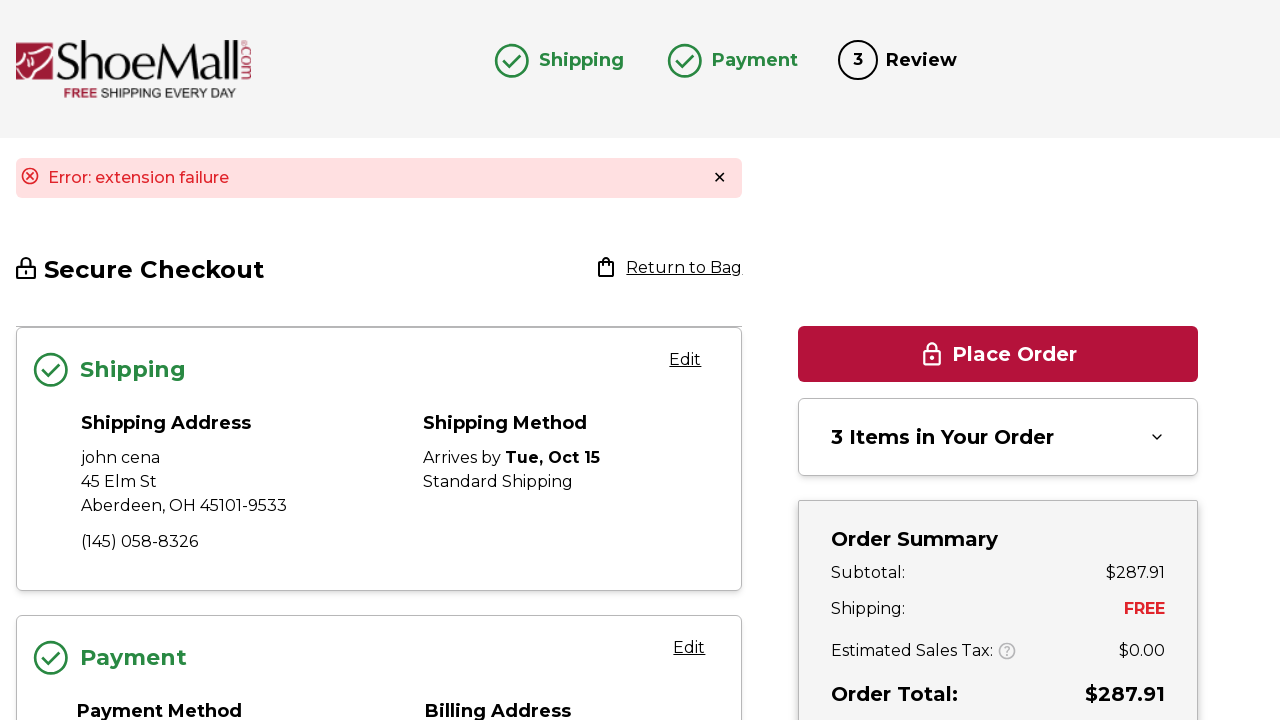 ShoeMall.com
FREE SHIPPING EVERY DAY
Shipping
Payment
3 Review
Error: extension failure
Secure Checkout
Return to Bag
Shipping
Edit
Shipping Address
john cena
45 Elm St
Aberdeen, OH 45101-9533
(145) 058-8326
Shipping Method
Arrives by Tue, Oct 15
Standard Shipping
Payment
Edit
Payment Method
Billing Address
Place Order
3 Items in Your Order
Order Summary
Subtotal: $287.91
Shipping: FREE
Estimated Sales Tax: ? $0.00
Order Total: $287.91